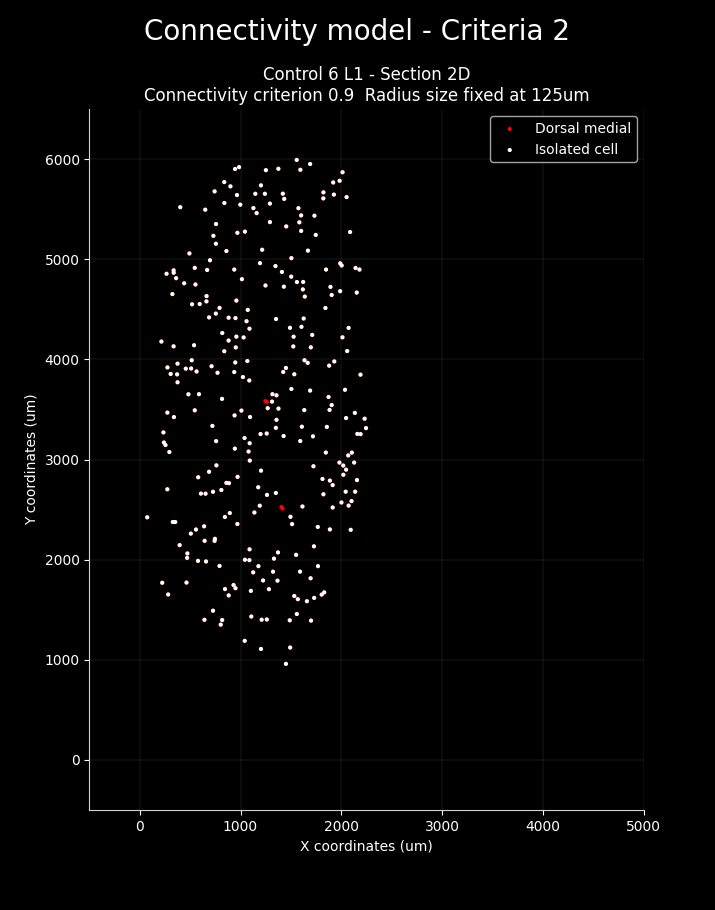 Connectivity model - Criteria 2
Control 6 L1 - Section 2D
Connectivity criterion 0.9  Radius size fixed at 125um
Dorsal medial
Isolated cell
6000
5000
4000
3000
2000
1000
0
Y coordinates (um)
0 1000 2000 3000 4000 5000
X coordinates (um)